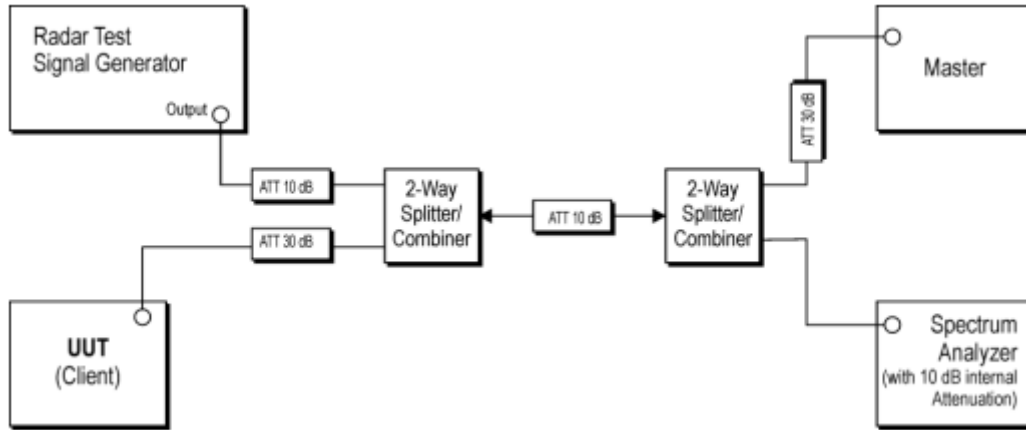 Radar Test
Signal Generator
Output
ATT 10 dB
ATT 30 dB
2-Way
Splitter/
Combiner
ATT 10 dB
2-Way
Splitter/
Combiner
ATT 30 dB
Master
UUT
(Client)
Spectrum
Analyzer
(with 10 dB internal
Attenuation)